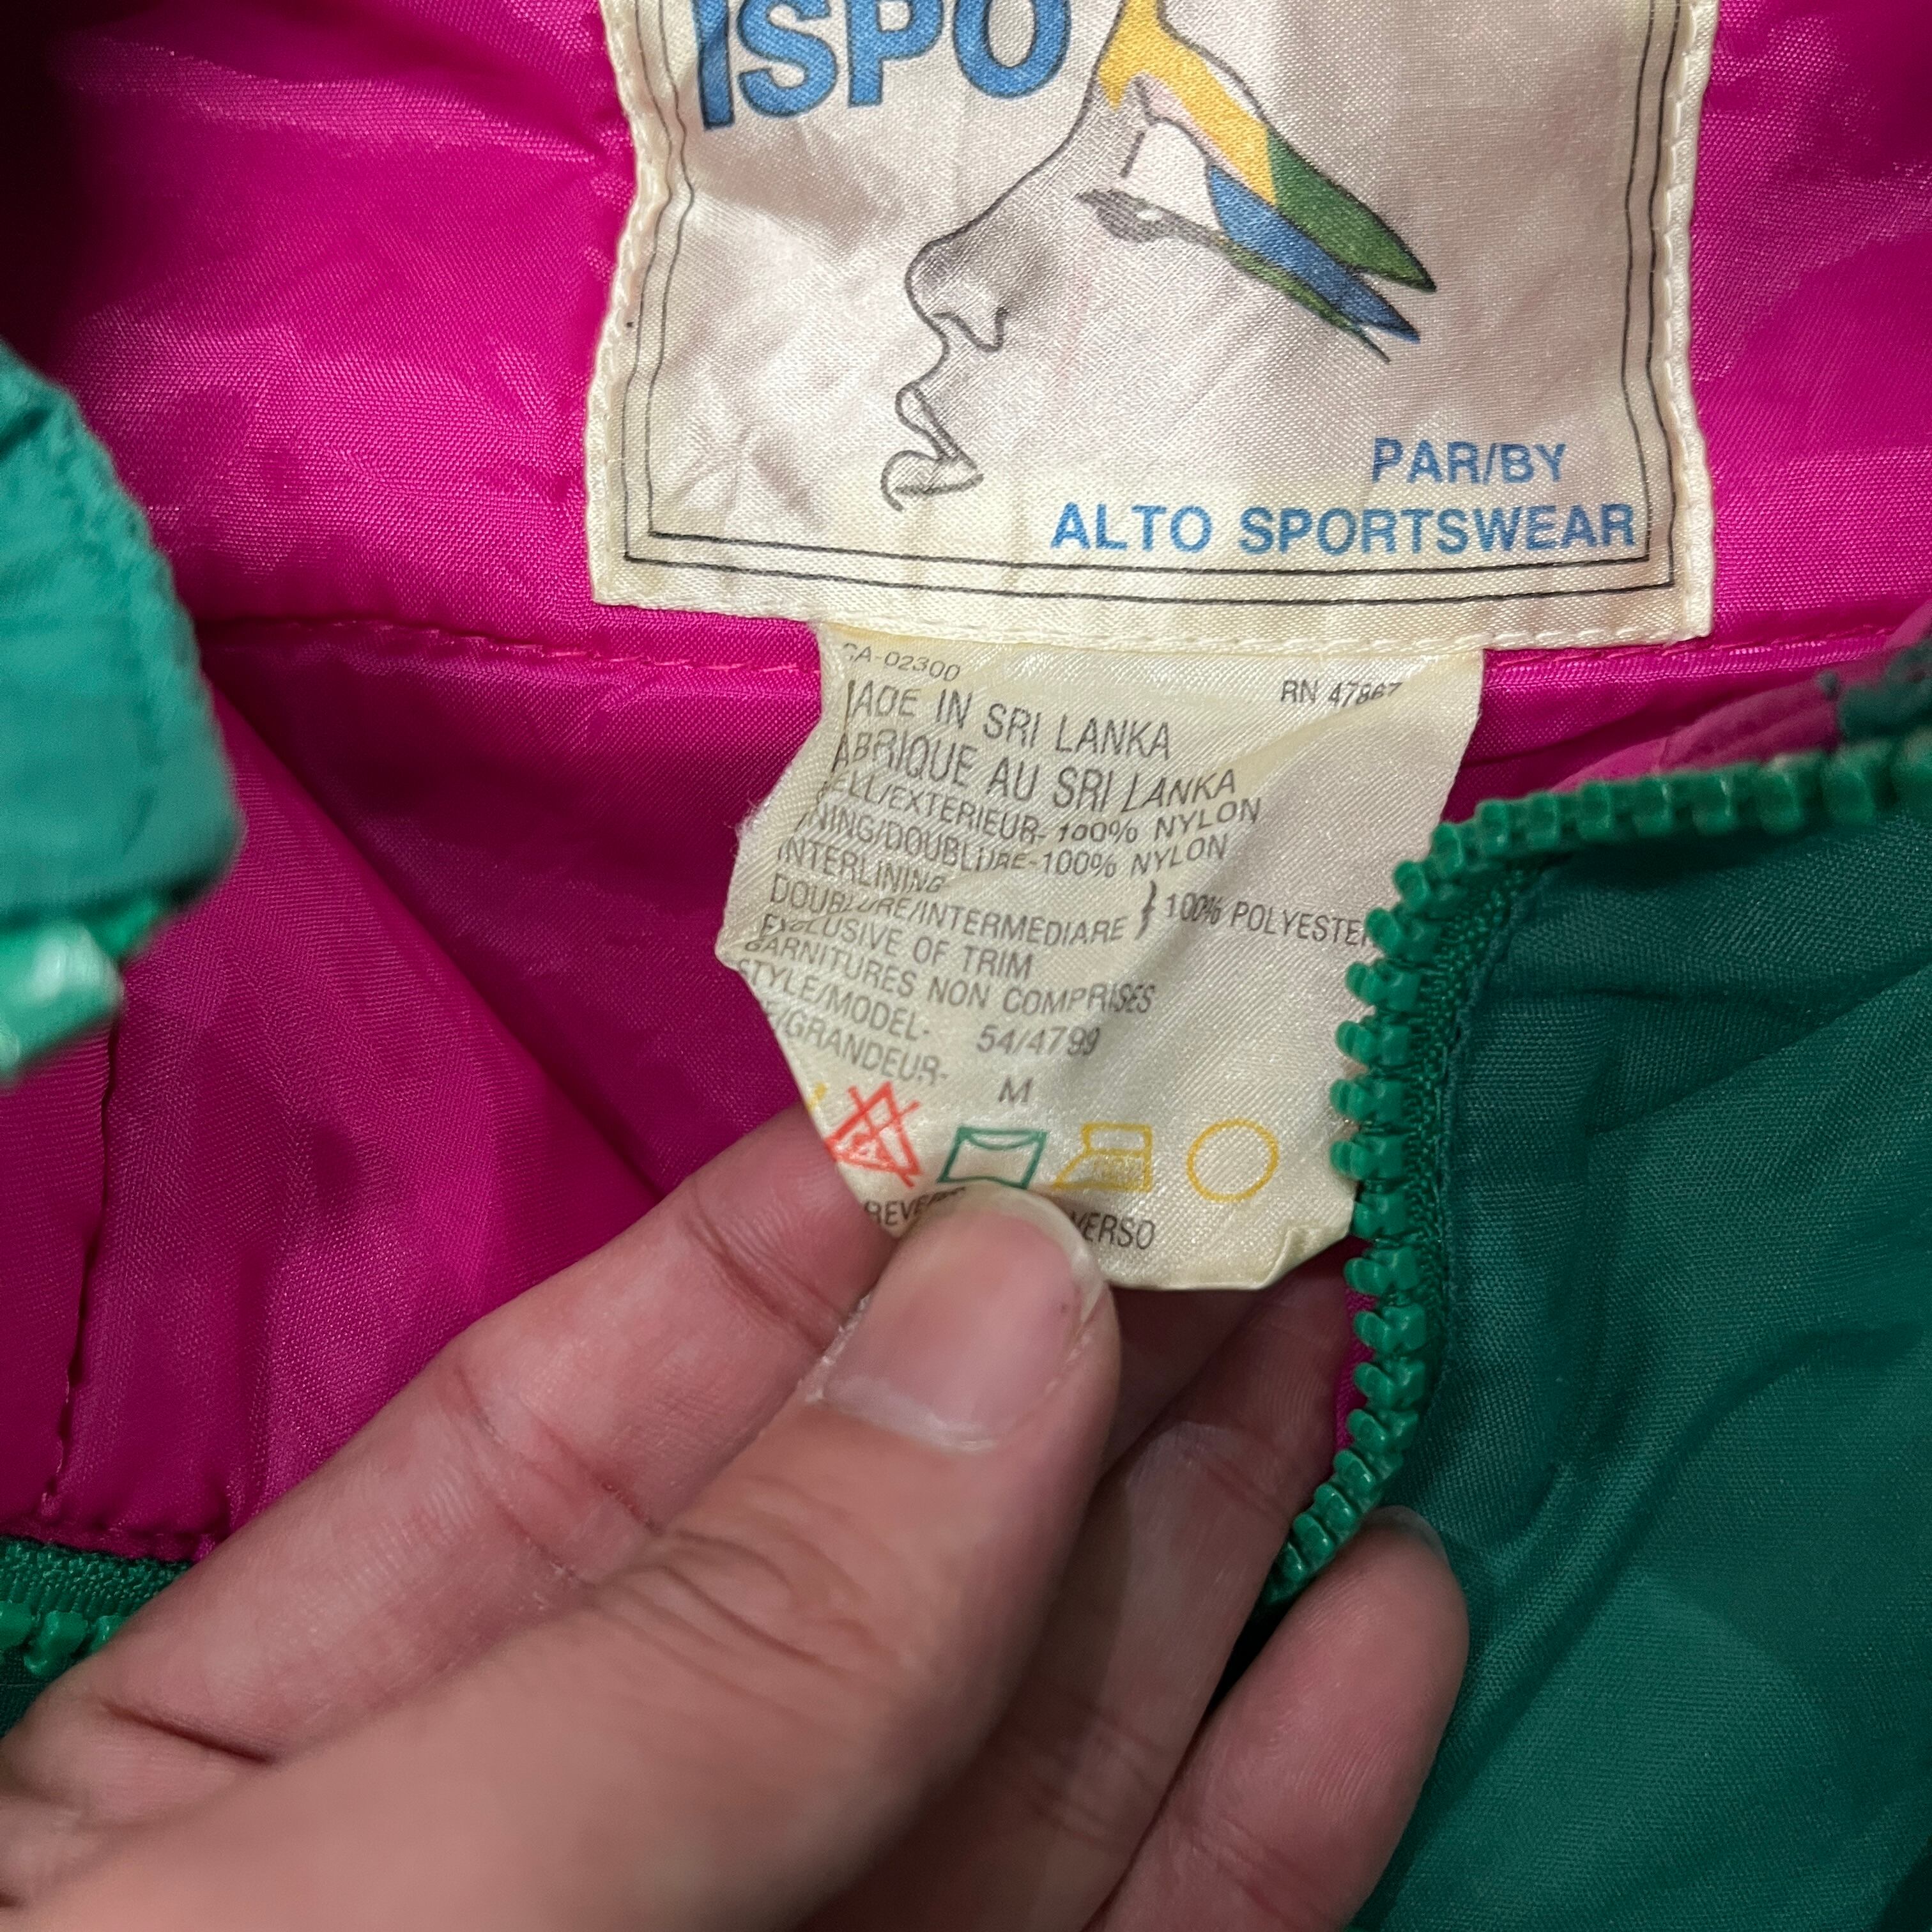 ISPO
PAR/BY
ALTO SPORTSWEAR
CA-02300
RN 47867
MADE IN SRI LANKA
FABRIQUE AU SRI LANKA
SHELL/EXTERIEUR- 100% NYLON
LINING/DOUBLURE-100% NYLON
INTERLINING
DOUBLURE/INTERMEDIARE } 100% POLYESTER
EXCLUSIVE OF TRIM
GARNITURES NON COMPRISES
STYLE/MODEL- 54/4799
/GRANDEUR- M
VERSO